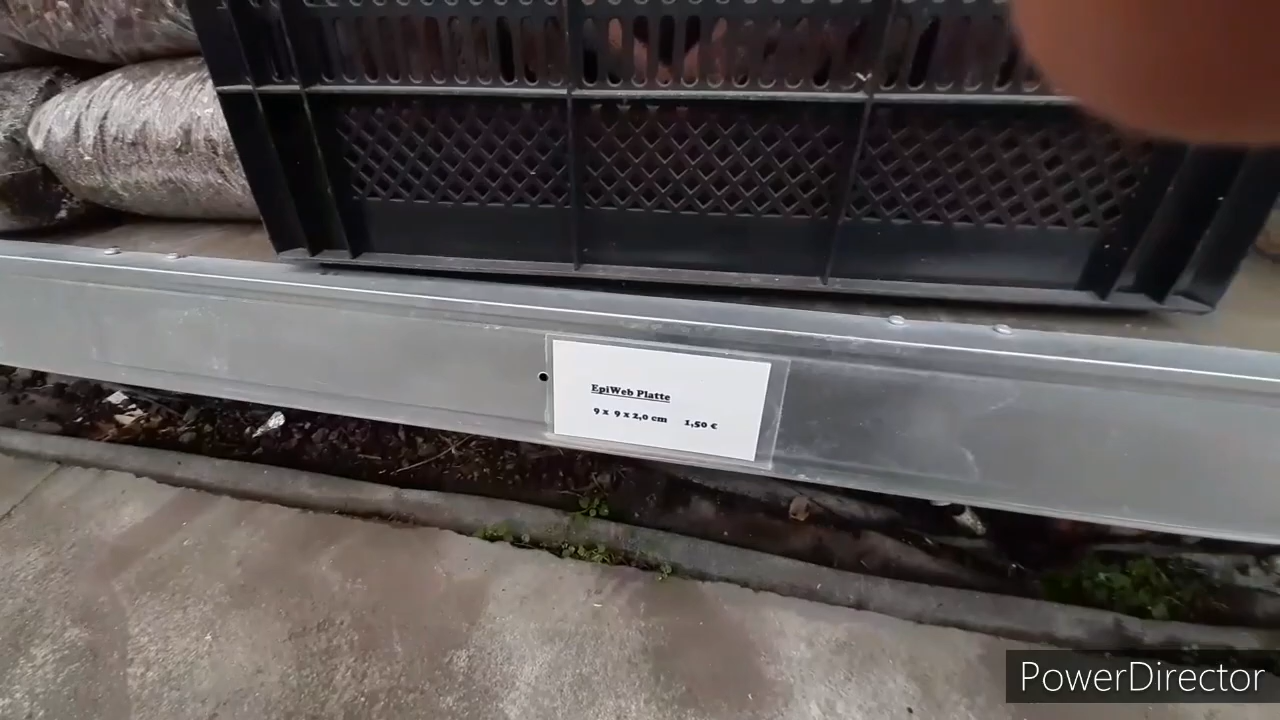 EpiWeb Platte
9 x 9 x 2,0 cm 1,50 €
PowerDirector